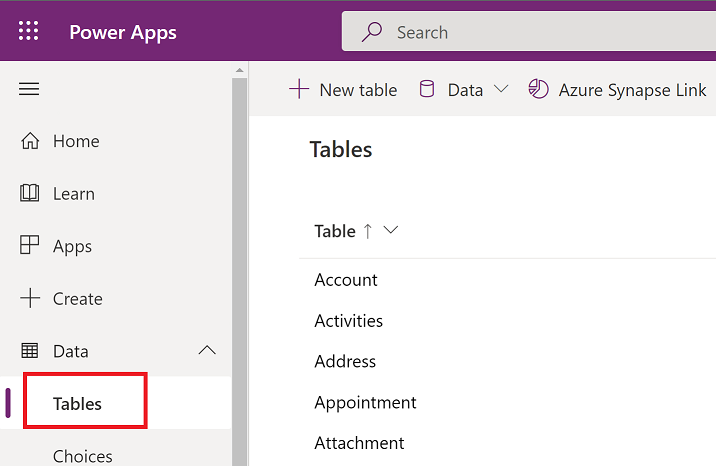 Power Apps
Search
Home
Learn
Apps
Create
Data
Tables
Choices
New table Data Azure Synapse Link
Tables
Table
Account
Activities
Address
Appointment
Attachment